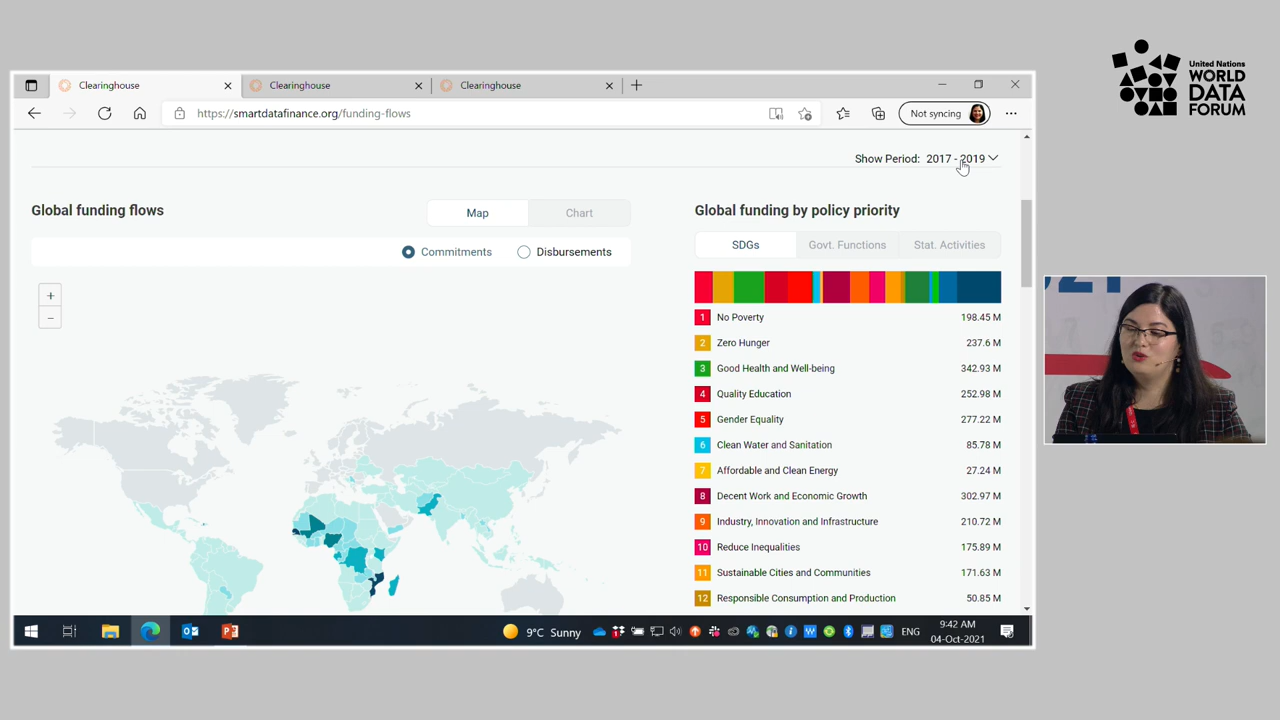 United Nations
WORLD
DATA
FORUM
Clearinghouse
Clearinghouse
Clearinghouse
https://smartdatafinance.org/funding-flows
Not syncing
Show Period: 2017 - 2019
Global funding flows
Map
Chart
Commitments
Disbursements
+
−
Global funding by policy priority
SDGs
Govt. Functions
Stat. Activities
1 No Poverty 198.45 M
2 Zero Hunger 237.6 M
3 Good Health and Well-being 342.93 M
4 Quality Education 252.98 M
5 Gender Equality 277.22 M
6 Clean Water and Sanitation 85.78 M
7 Affordable and Clean Energy 27.24 M
8 Decent Work and Economic Growth 302.97 M
9 Industry, Innovation and Infrastructure 210.72 M
10 Reduce Inequalities 175.89 M
11 Sustainable Cities and Communities 171.63 M
12 Responsible Consumption and Production 50.85 M
9°C Sunny
ENG
9:42 AM
04-Oct-2021